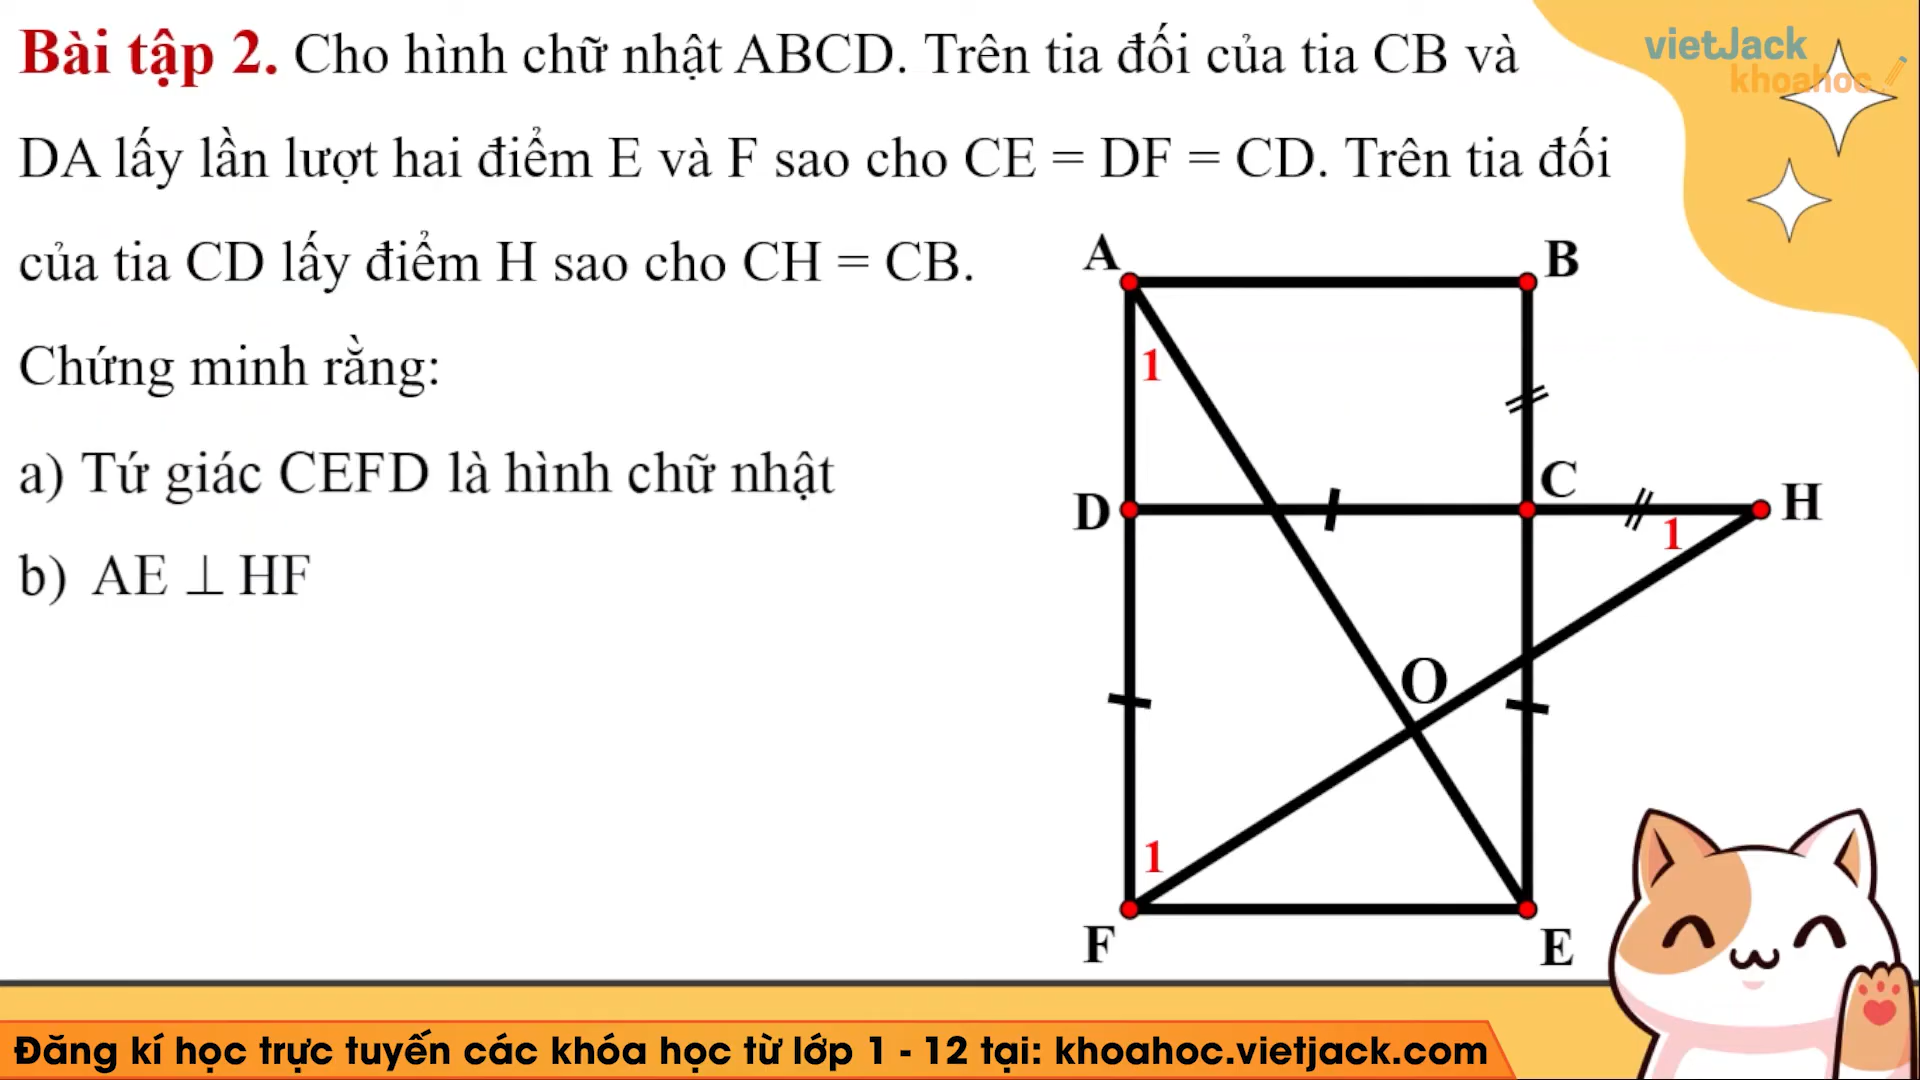 Bài tập 2. Cho hình chữ nhật ABCD. Trên tia đối của tia CB và
DA lấy lần lượt hai điểm E và F sao cho CE = DF = CD. Trên tia đối
của tia CD lấy điểm H sao cho CH = CB.
Chứng minh rằng:
a) Tứ giác CEFD là hình chữ nhật
b) AE ⊥ HF
vietJack
khoahoc
A
B
1
C
D
H
1
O
1
F
E
Đăng kí học trực tuyến các khóa học từ lớp 1 - 12 tại: khoahoc.vietjack.com